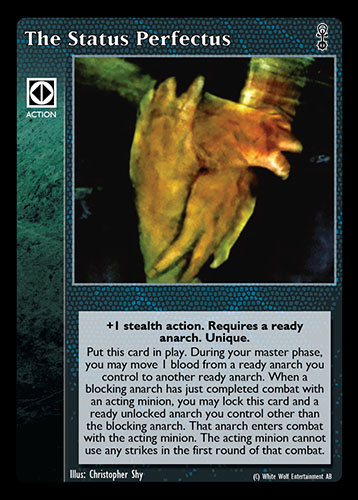 The Status Perfectus
ACTION
+1 stealth action. Requires a ready
anarch. Unique.
Put this card in play. During your master phase,
you may move 1 blood from a ready anarch you
control to another ready anarch. When a
blocking anarch has just completed combat with
an acting minion, you may lock this card and a
ready unlocked anarch you control other than
the blocking anarch. That anarch enters combat
with the acting minion. The acting minion cannot
use any strikes in the first round of that combat.
Illus: Christopher Shy
(C) White Wolf Entertainment AB